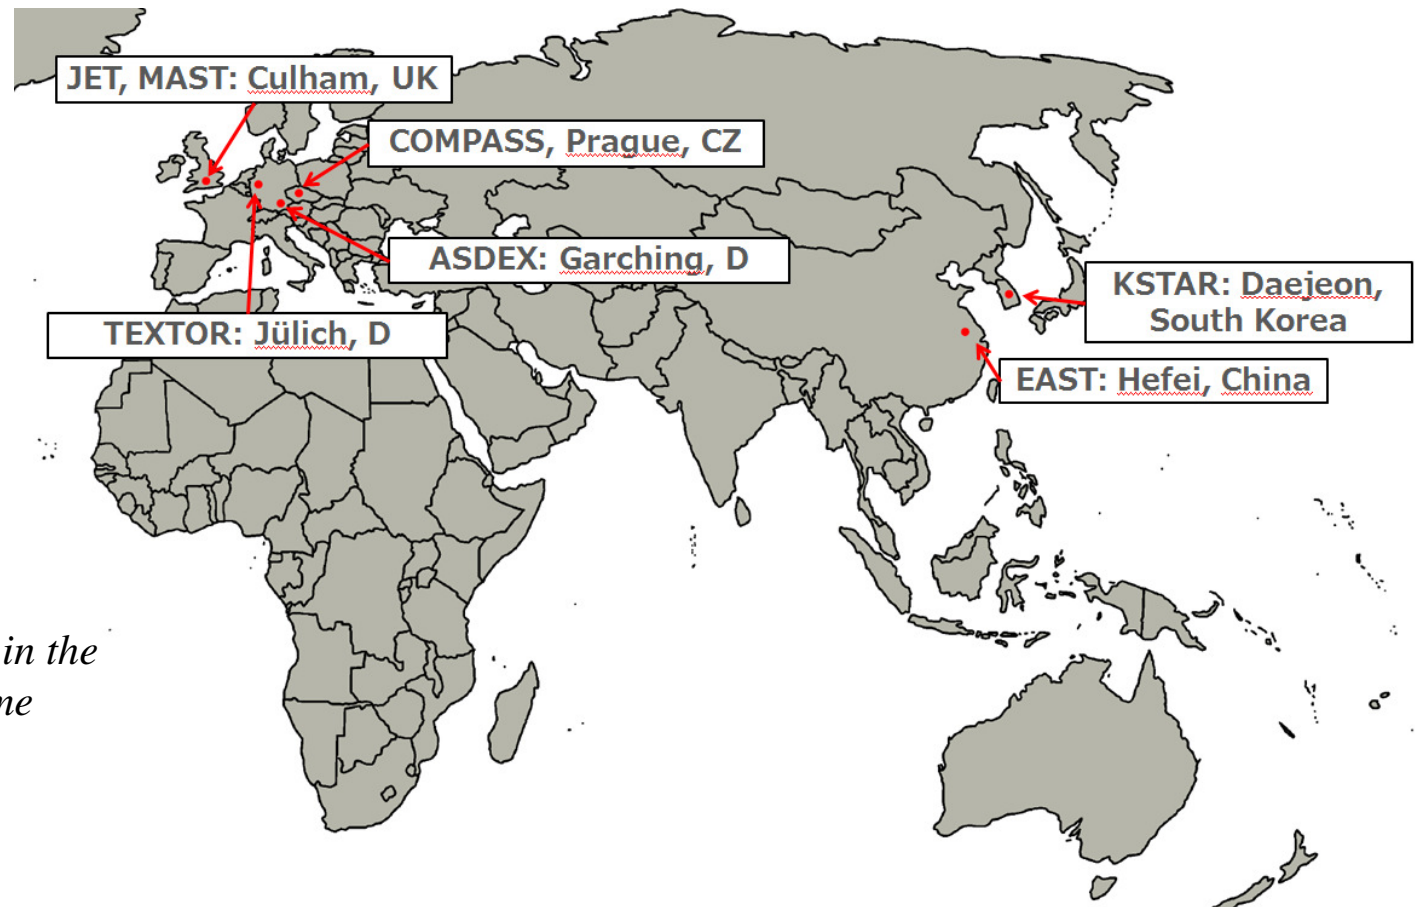 JET, MAST: Culham, UK
COMPASS, Prague, CZ
ASDEX: Garching, D
KSTAR: Daejeon,
South Korea
TEXTOR: Jülich, D
EAST: Hefei, China
in the
ne